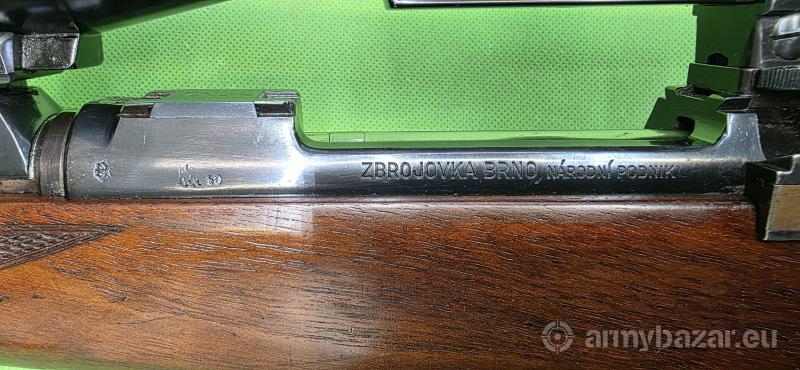 ZBROJOVKA BRNO, NÁRODNÍ PODNIK
armybazar.eu